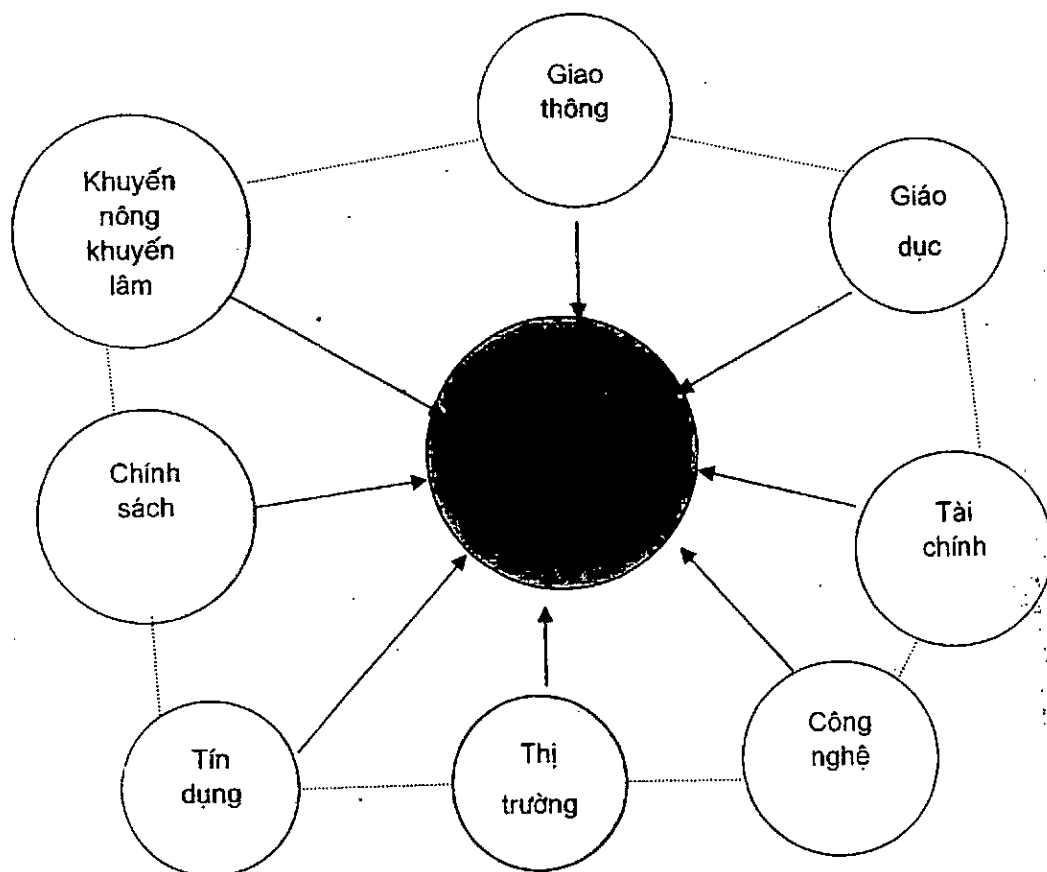 Giao
thông
Khuyến
nông
khuyến
lâm
Giáo
dục
Chính
sách
Tài
chính
Tín
dụng
Thị
trường
Công
nghệ